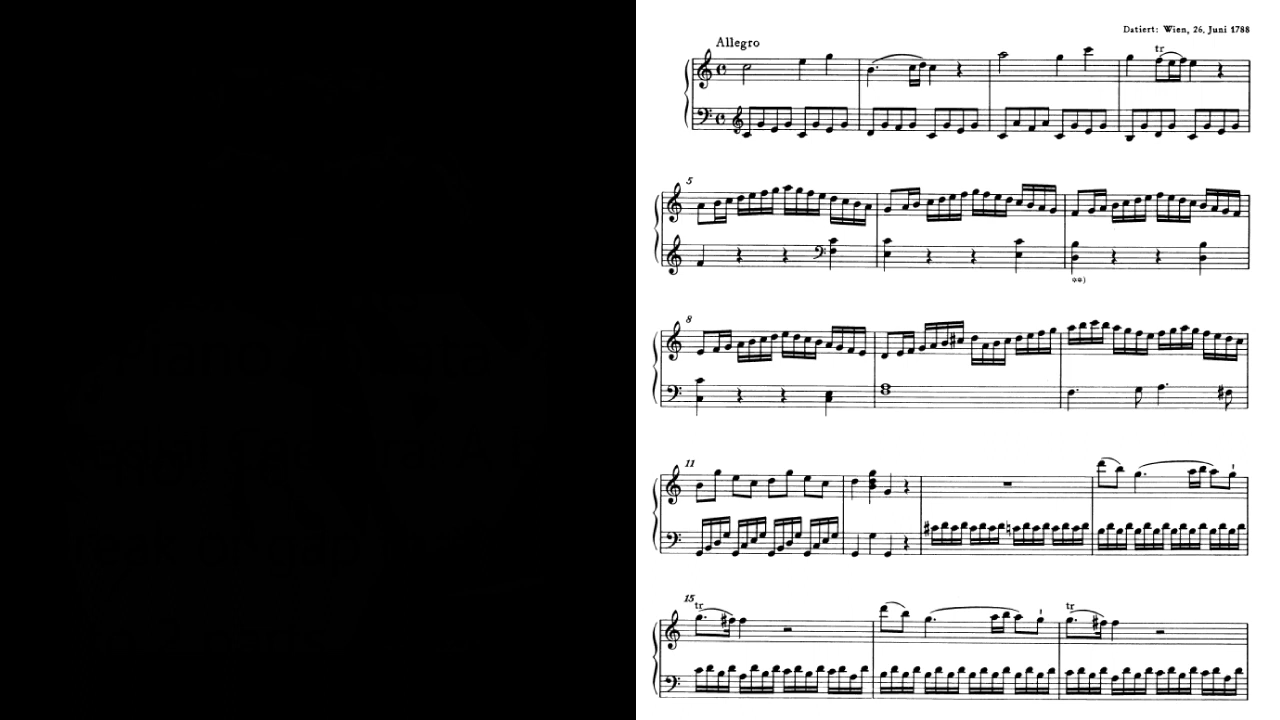 Datiert: Wien, 26. Juni 1788
Allegro
tr
5
**)
8
11
15
tr
tr